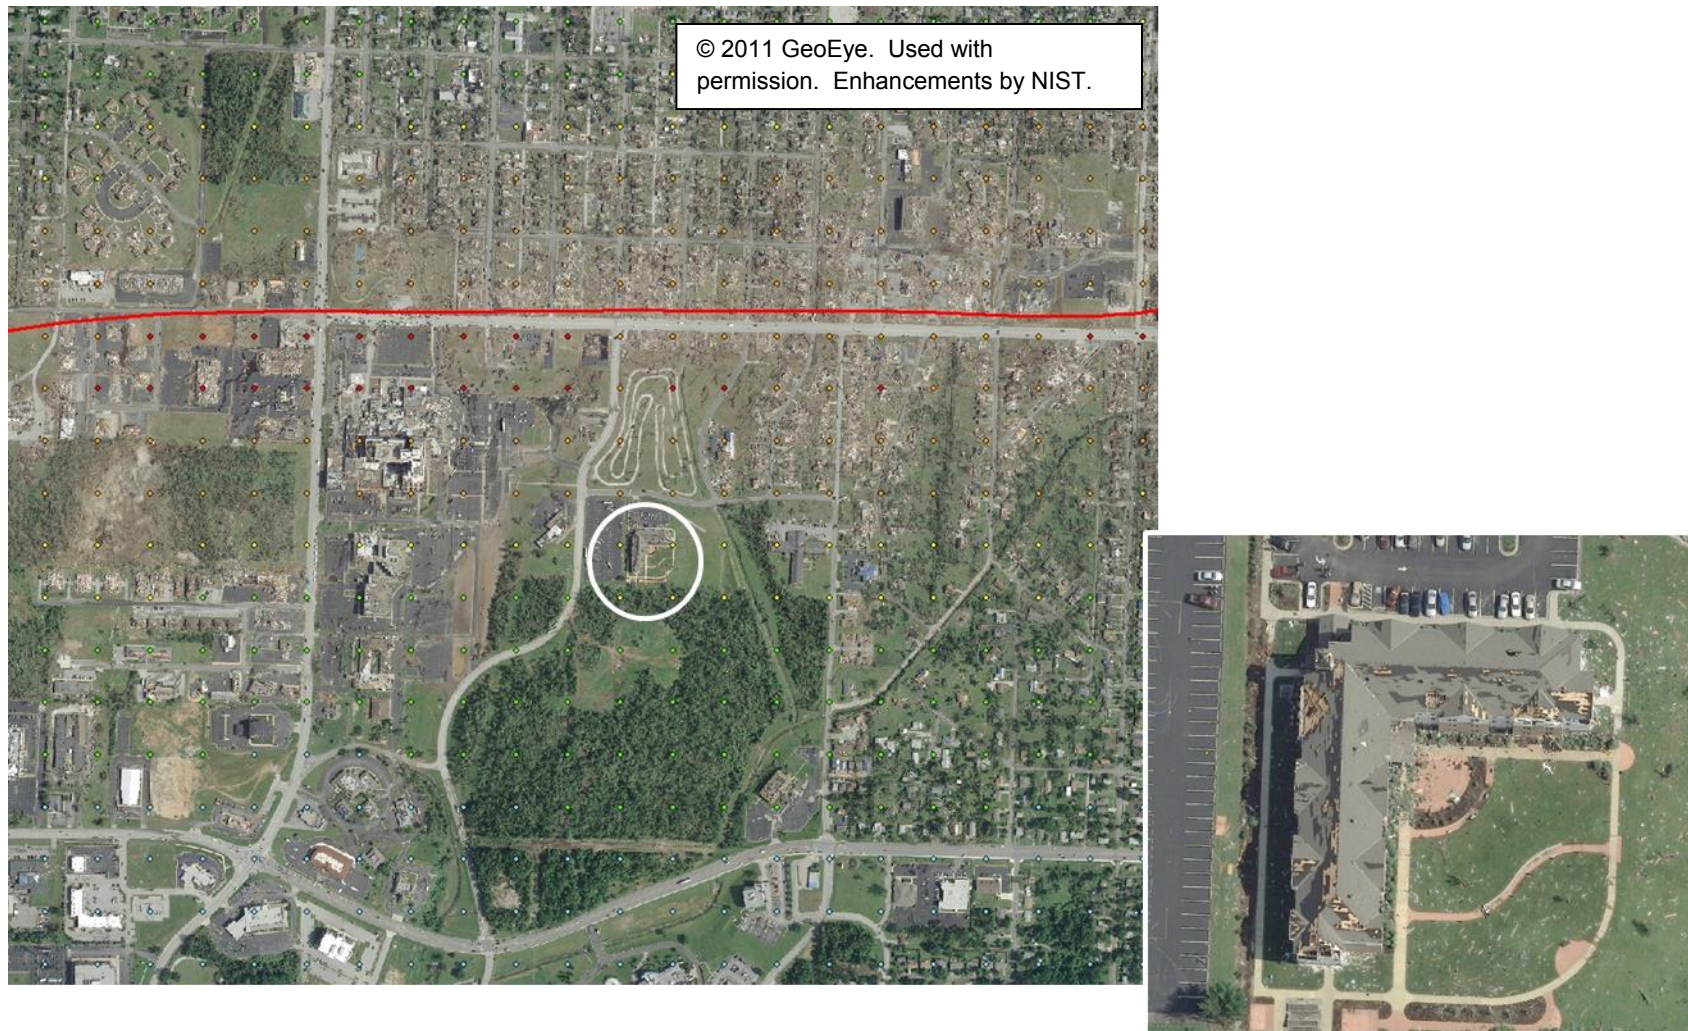 © 2011 GeoEye.  Used with
permission.  Enhancements by NIST.